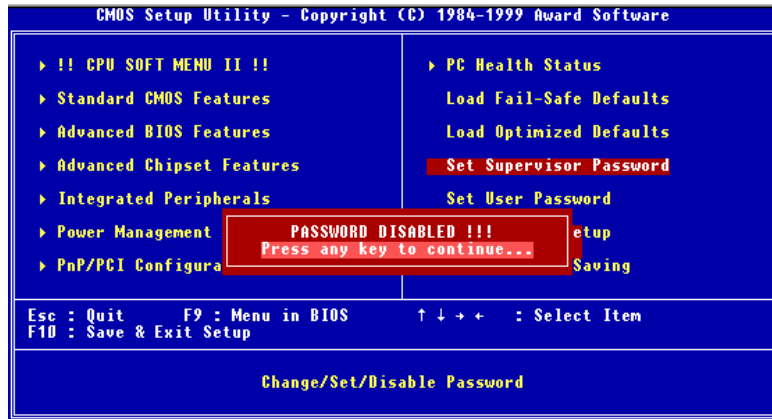 CMOS Setup Utility - Copyright (C) 1984-1999 Award Software
!! CPU SOFT MENU II !!
Standard CMOS Features
Advanced BIOS Features
Advanced Chipset Features
Integrated Peripherals
Power Management
PnP/PCI Configura
PC Health Status
Load Fail-Safe Defaults
Load Optimized Defaults
Set Supervisor Password
Set User Password
etup
Saving
PASSWORD DISABLED !!!
Press any key to continue...
Esc : Quit F9 : Menu in BIOS ↑ ↓ → ← : Select Item
F10 : Save & Exit Setup
Change/Set/Disable Password